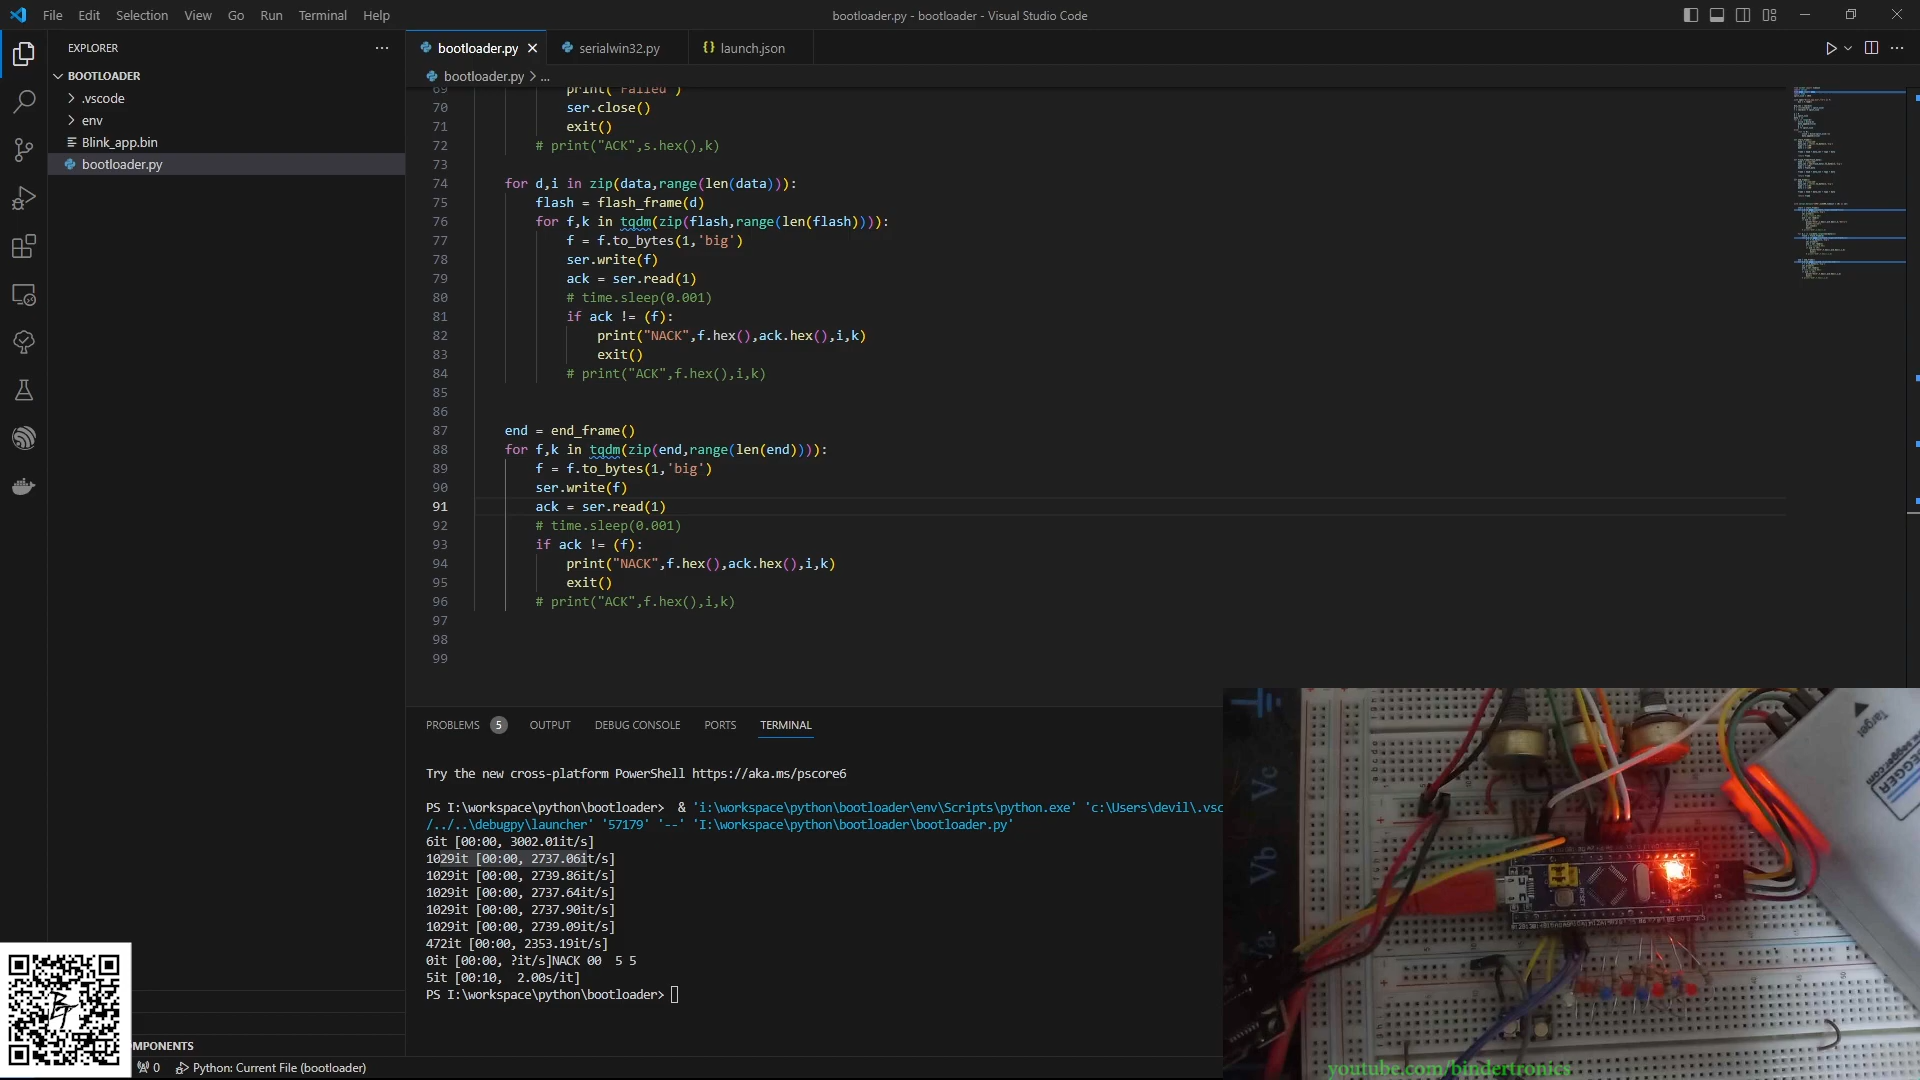 File Edit Selection View Go Run Terminal Help
bootloader.py - bootloader - Visual Studio Code
EXPLORER
BOOTLOADER
.vscode
env
Blink_app.bin
bootloader.py
bootloader.py
serialwin32.py
launch.json
bootloader.py > ...
69 print("Failed")
70 ser.close()
71 exit()
72 # print("ACK",s.hex(),k)
73
74 for d,i in zip(data,range(len(data))):
75 flash = flash_frame(d)
76 for f,k in tqdm(zip(flash,range(len(flash)))):
77 f = f.to_bytes(1,'big')
78 ser.write(f)
79 ack = ser.read(1)
80 # time.sleep(0.001)
81 if ack != (f):
82 print("NACK",f.hex(),ack.hex(),i,k)
83 exit()
84 # print("ACK",f.hex(),i,k)
85
86
87 end = end_frame()
88 for f,k in tqdm(zip(end,range(len(end)))):
89 f = f.to_bytes(1,'big')
90 ser.write(f)
91 ack = ser.read(1)
92 # time.sleep(0.001)
93 if ack != (f):
94 print("NACK",f.hex(),ack.hex(),i,k)
95 exit()
96 # print("ACK",f.hex(),i,k)
97
98
99
PROBLEMS 5 OUTPUT DEBUG CONSOLE PORTS TERMINAL
Try the new cross-platform PowerShell https://aka.ms/pscore6
PS I:\workspace\python\bootloader> & 'i:\workspace\python\bootloader\env\Scripts\python.exe' 'c:\Users\devil\.vsc
/../..\debugpy\launcher' '57179' '--' 'I:\workspace\python\bootloader\bootloader.py'
6it [00:00, 3002.01it/s]
1029it [00:00, 2737.06it/s]
1029it [00:00, 2739.86it/s]
1029it [00:00, 2737.64it/s]
1029it [00:00, 2737.90it/s]
1029it [00:00, 2739.09it/s]
472it [00:00, 2353.19it/s]
0it [00:00, ?it/s]NACK 00  5 5
5it [00:10,  2.00s/it]
PS I:\workspace\python\bootloader>
OMPONENTS
0 Python: Current File (bootloader)
Vc
Vb
Va
Target
youtube.com/bindertronics